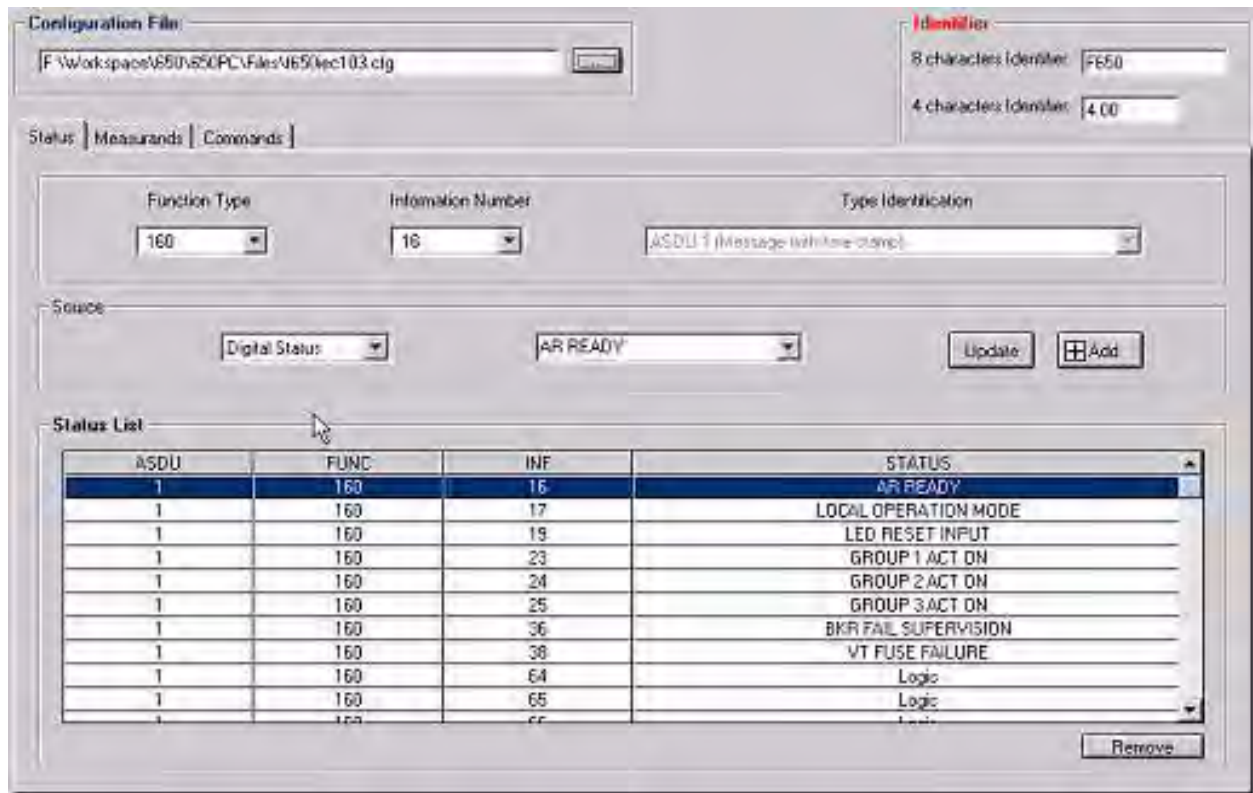 Configuration File:
F:\Workspace\650\650PC\Files\f650iec103.cfg
....
Identifier
8 characters Identifier: F650
4 characters Identifier: 4.00
Status Measurands Commands
Function Type Information Number Type Identification
160 16 ASDU 1 (Message with time stamp)
Source
Digital Status AR READY Update Add
Status List
ASDU FUNC INF STATUS
1 160 16 AR READY
1 160 17 LOCAL OPERATION MODE
1 160 19 LED RESET INPUT
1 160 23 GROUP 1 ACT ON
1 160 24 GROUP 2 ACT ON
1 160 25 GROUP 3 ACT ON
1 160 36 BKR FAIL SUPERVISION
1 160 38 VT FUSE FAILURE
1 160 64 Logic
1 160 65 Logic
Remove